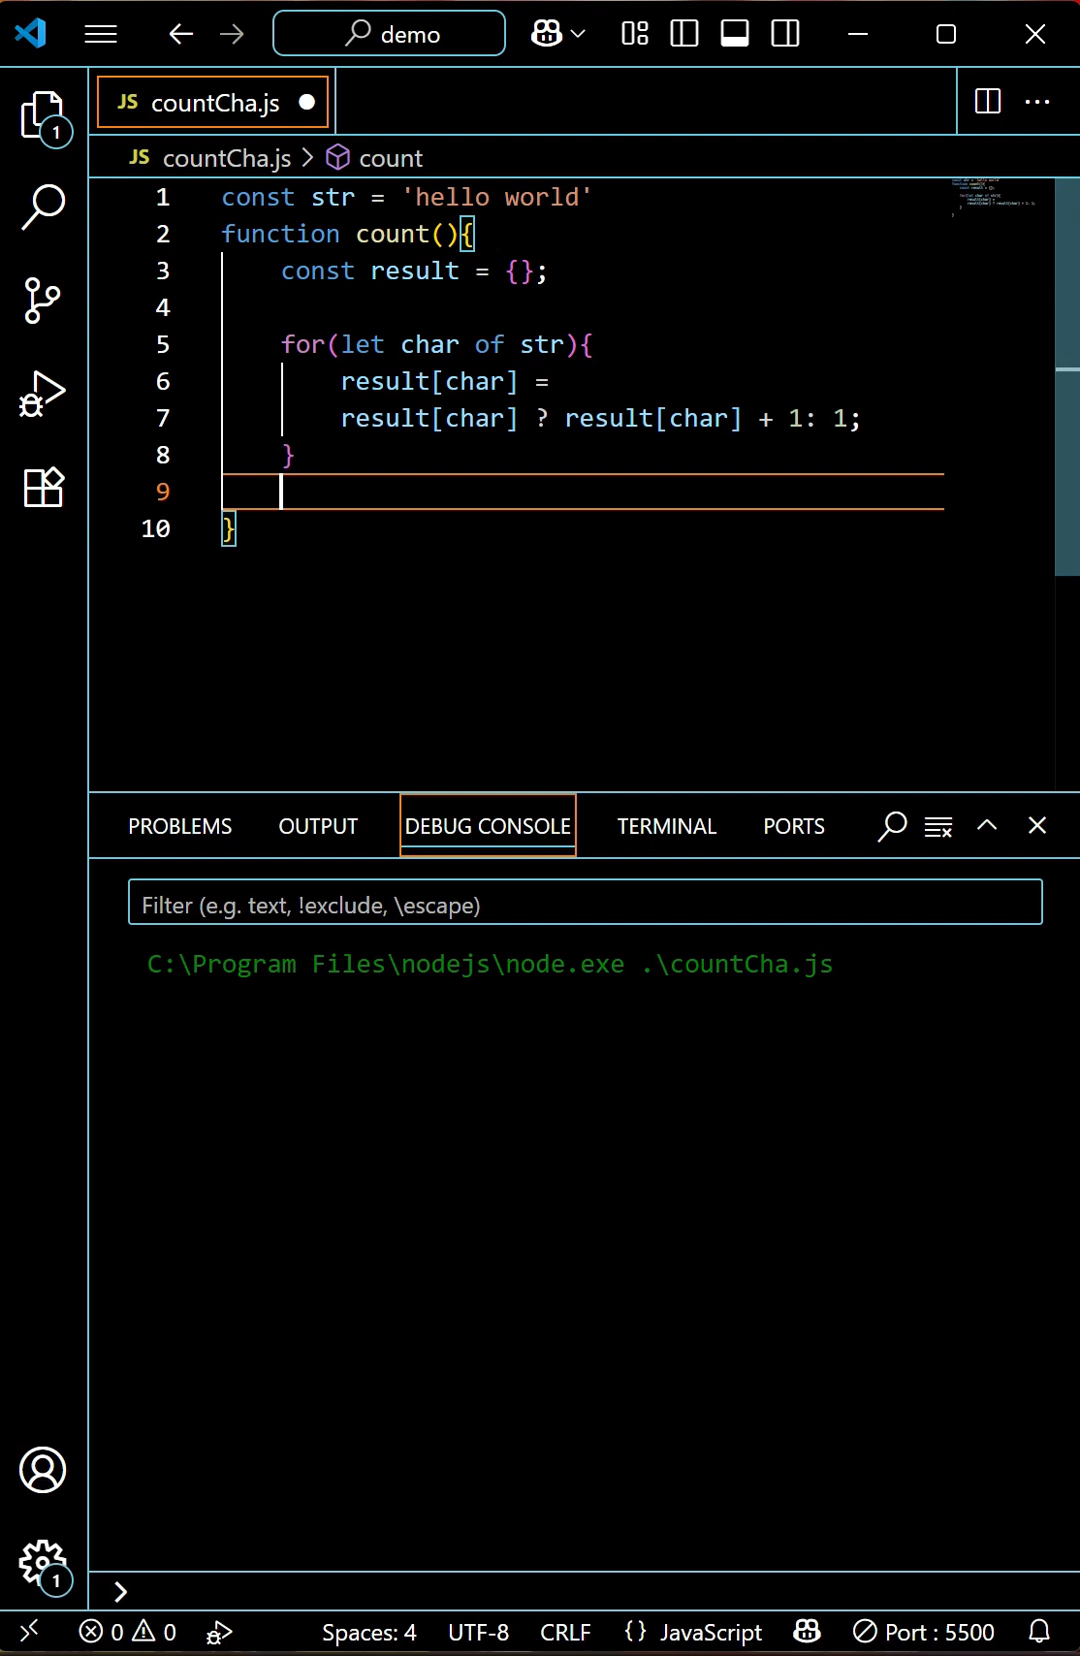 demo
JS countCha.js
1
JS countCha.js > count
1 const str = 'hello world'
2 function count(){
3 const result = {};
4
5 for(let char of str){
6 result[char] =
7 result[char] ? result[char] + 1: 1;
8 }
9
10 }
PROBLEMS OUTPUT DEBUG CONSOLE TERMINAL PORTS
Filter (e.g. text, !exclude, \escape)
C:\Program Files\nodejs\node.exe .\countCha.js
1
>
0 0 Spaces: 4 UTF-8 CRLF {} JavaScript Port : 5500